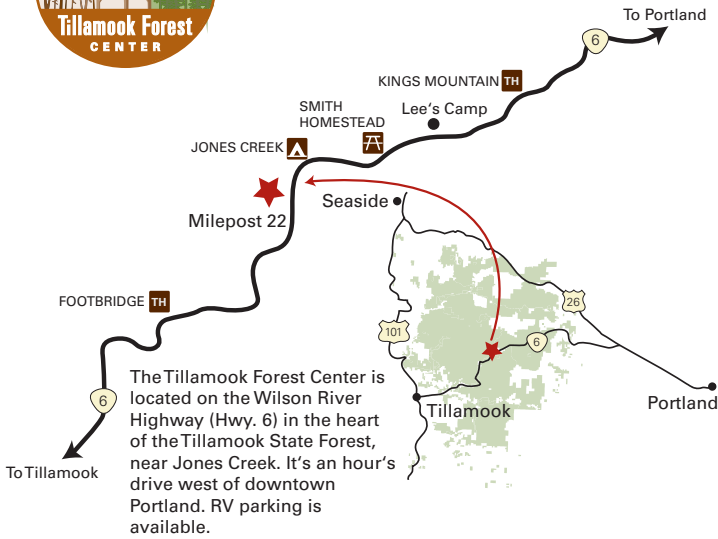 Tillamook Forest
CENTER
To Portland
6
KINGS MOUNTAIN TH
SMITH
HOMESTEAD
Lee's Camp
JONES CREEK
Seaside
Milepost 22
FOOTBRIDGE TH
26
101
6
6
Tillamook
Portland
To Tillamook
The Tillamook Forest Center is
located on the Wilson River
Highway (Hwy. 6) in the heart
of the Tillamook State Forest,
near Jones Creek. It's an hour's
drive west of downtown
Portland. RV parking is
available.